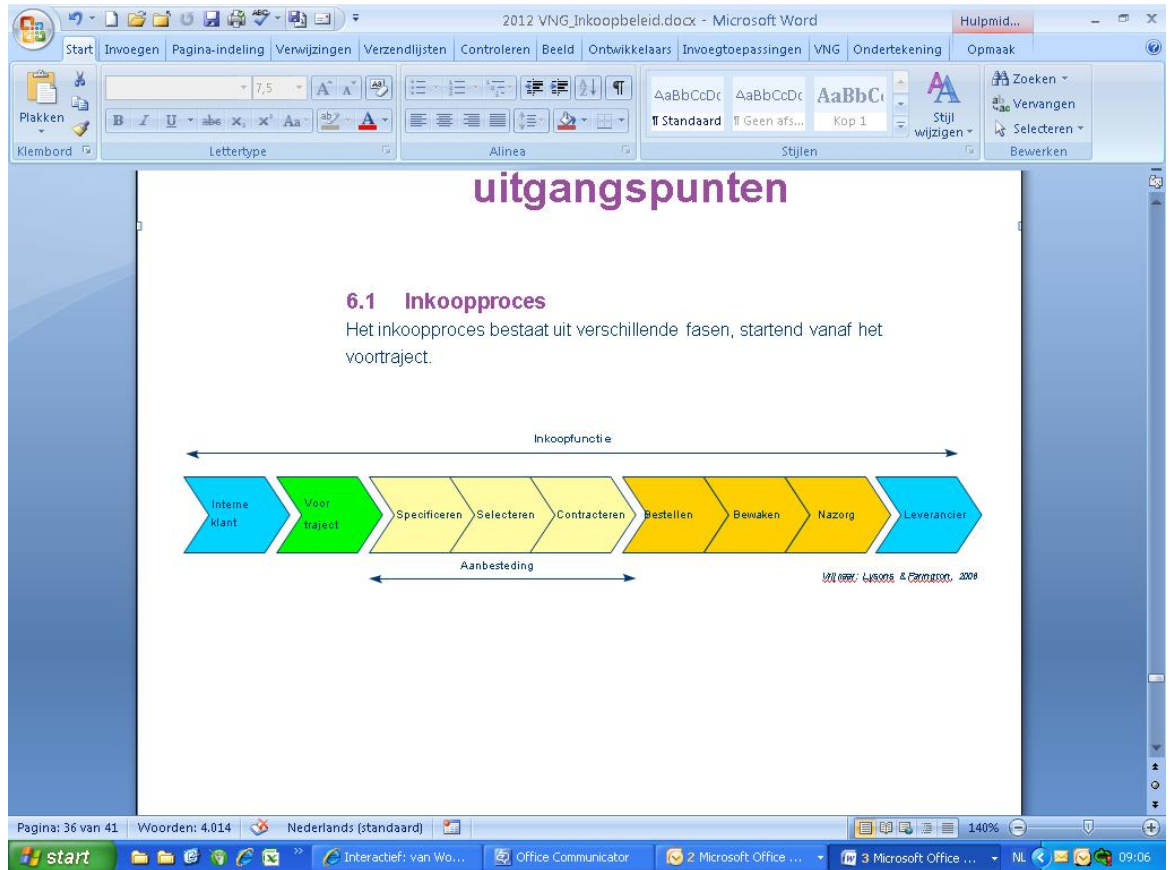 2012 VNG_Inkoopbeleid.docx - Microsoft Word
Hulpmid...
Start Invoegen Pagina-indeling Verwijzingen Verzendlijsten Controleren Beeld Ontwikkelaars Invoegtoepassingen VNG Ondertekening Opmaak
Plakken
7,5
AaBbCcDc
AaBbCcDc
AaBbC
¶ Standaard
¶ Geen afs...
Kop 1
Stijl
wijzigen
Zoeken
Vervangen
Selecteren
Klembord
Lettertype
Alinea
Stijlen
Bewerken
uitgangspunten
6.1 Inkoopproces
Het inkoopproces bestaat uit verschillende fasen, startend vanaf het
voortraject.
Inkoopfunctie
Interne
klant
Voor
traject
Specificeren
Selecteren
Contracteren
Bestellen
Bewaken
Nazorg
Leverancier
Aanbesteding
Lysons & 2006
Pagina: 36 van 41
Woorden: 4.014
Nederlands (standaard)
140%
start
Interactief: van Wo...
Office Communicator
2 Microsoft Office ...
3 Microsoft Office ...
NL
09:06